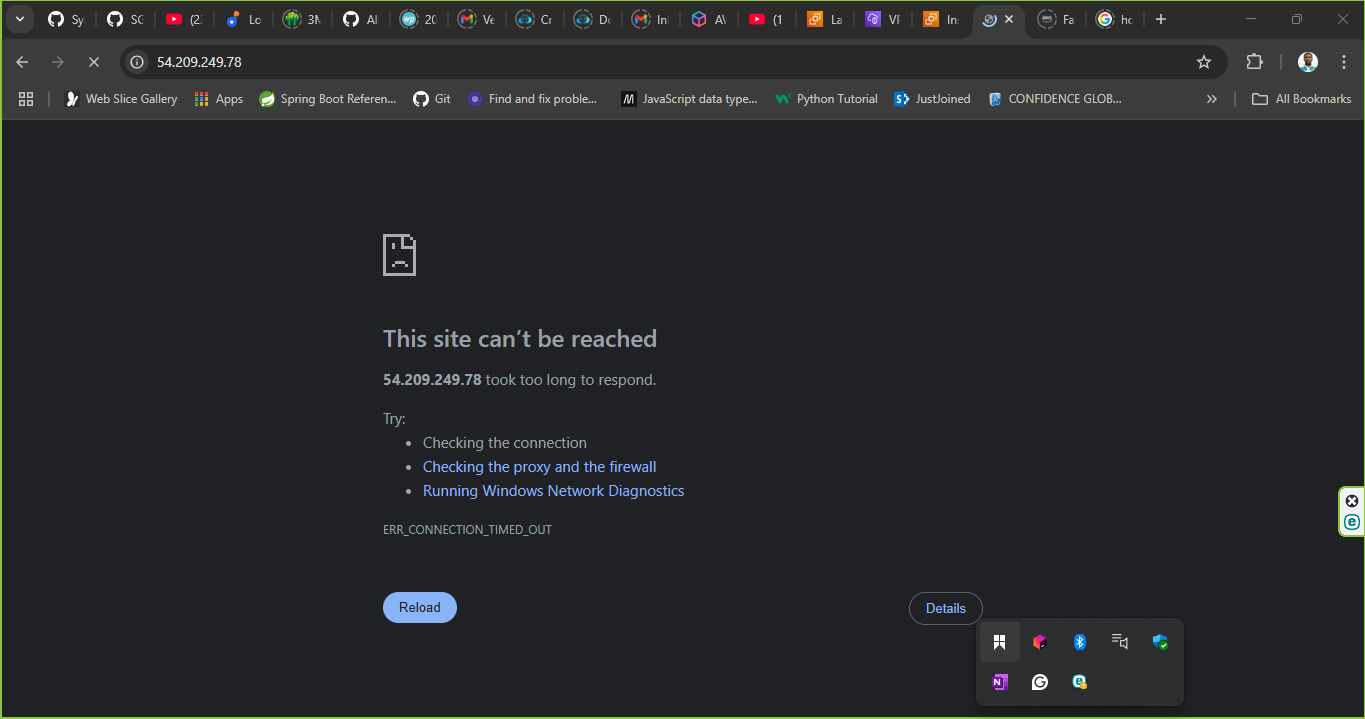 Sy
SC
(2:
Lo
3M
Al
20
Ve
Cr
Do
In
AV
(1
La
VP
In:
Fa
hc
54.209.249.78
Web Slice Gallery
Apps
Spring Boot Referen...
Git
Find and fix proble...
JavaScript data type...
Python Tutorial
JustJoined
CONFIDENCE GLOB...
All Bookmarks
This site can't be reached
54.209.249.78 took too long to respond.
Try:
• Checking the connection
• Checking the proxy and the firewall
• Running Windows Network Diagnostics
ERR_CONNECTION_TIMED_OUT
Reload
Details